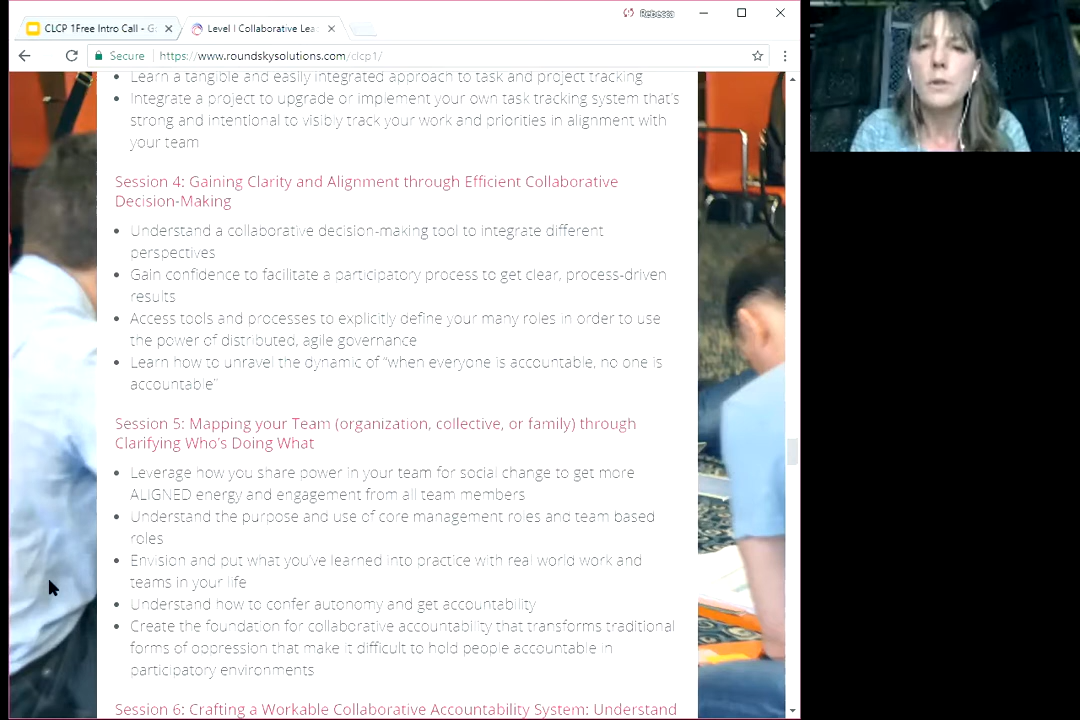 Rebecca
CLCP 1Free Intro Call - Go
Level I Collaborative Lea
Secure
https://www.roundskysolutions.com/clcp1/
Learn a tangible and easily integrated approach to task and project tracking
Integrate a project to upgrade or implement your own task tracking system that's
strong and intentional to visibly track your work and priorities in alignment with
your team
Session 4: Gaining Clarity and Alignment through Efficient Collaborative
Decision-Making
Understand a collaborative decision-making tool to integrate different
perspectives
Gain confidence to facilitate a participatory process to get clear, process-driven
results
Access tools and processes to explicitly define your many roles in order to use
the power of distributed, agile governance
Learn how to unravel the dynamic of “when everyone is accountable, no one is
accountable”
Session 5: Mapping your Team (organization, collective, or family) through
Clarifying Who's Doing What
Leverage how you share power in your team for social change to get more
ALIGNED energy and engagement from all team members
Understand the purpose and use of core management roles and team based
roles
Envision and put what you've learned into practice with real world work and
teams in your life
Understand how to confer autonomy and get accountability
Create the foundation for collaborative accountability that transforms traditional
forms of oppression that make it difficult to hold people accountable in
participatory environments
Session 6: Crafting a Workable Collaborative Accountability System: Understand